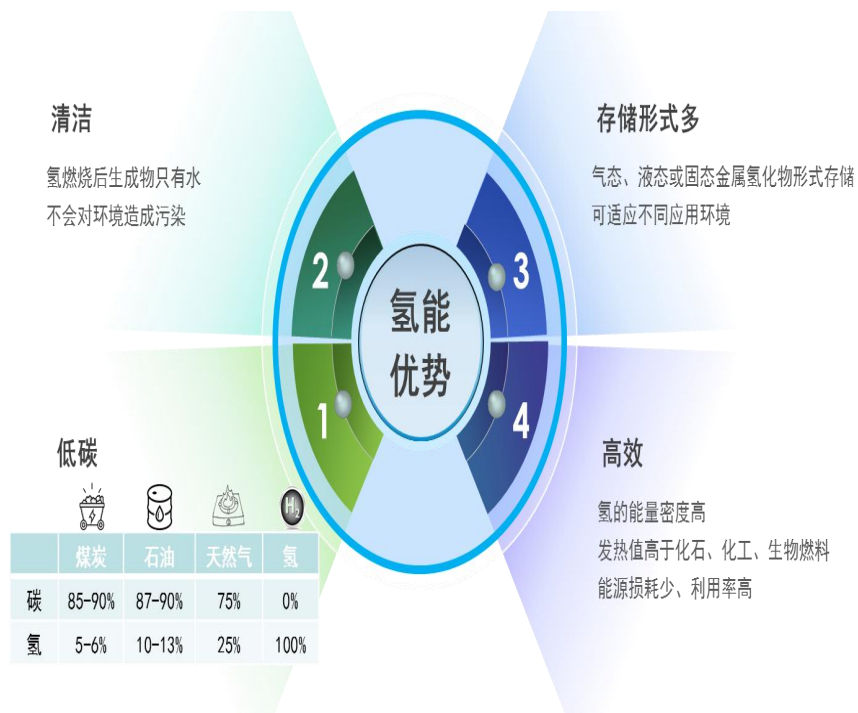 清洁
氢燃烧后生成物只有水
不会对环境造成污染
存储形式多
气态、液态或固态金属氢化物形式存储
可适应不同应用环境
2
3
氢能
优势
1
4
低碳
H2
煤炭 石油 天然气 氢
碳 85-90% 87-90% 75% 0%
氢 5-6% 10-13% 25% 100%
高效
氢的能量密度高
发热值高于化石、化工、生物燃料
能源损耗少、利用率高